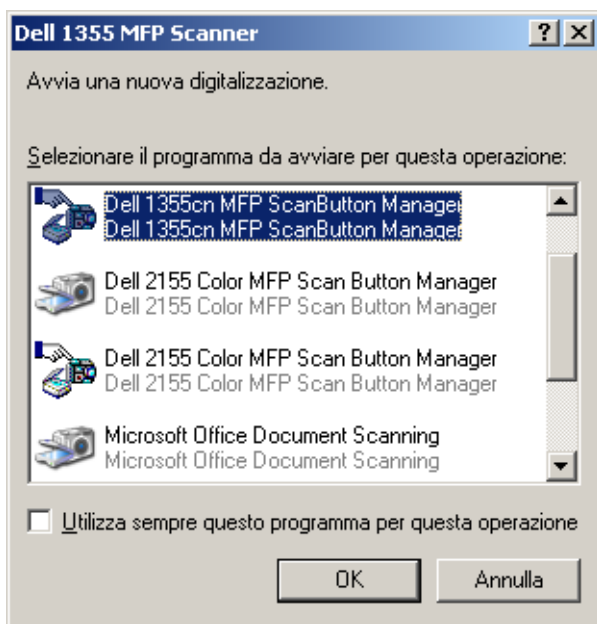 Dell 1355 MFP Scanner
Avvia una nuova digitalizzazione.
Selezionare il programma da avviare per questa operazione:
Dell 1355cn MFP ScanButton Manager
Dell 1355cn MFP ScanButton Manager
Dell 2155 Color MFP Scan Button Manager
Dell 2155 Color MFP Scan Button Manager
Dell 2155 Color MFP Scan Button Manager
Dell 2155 Color MFP Scan Button Manager
Microsoft Office Document Scanning
Microsoft Office Document Scanning
Utilizza sempre questo programma per questa operazione
OK Annulla